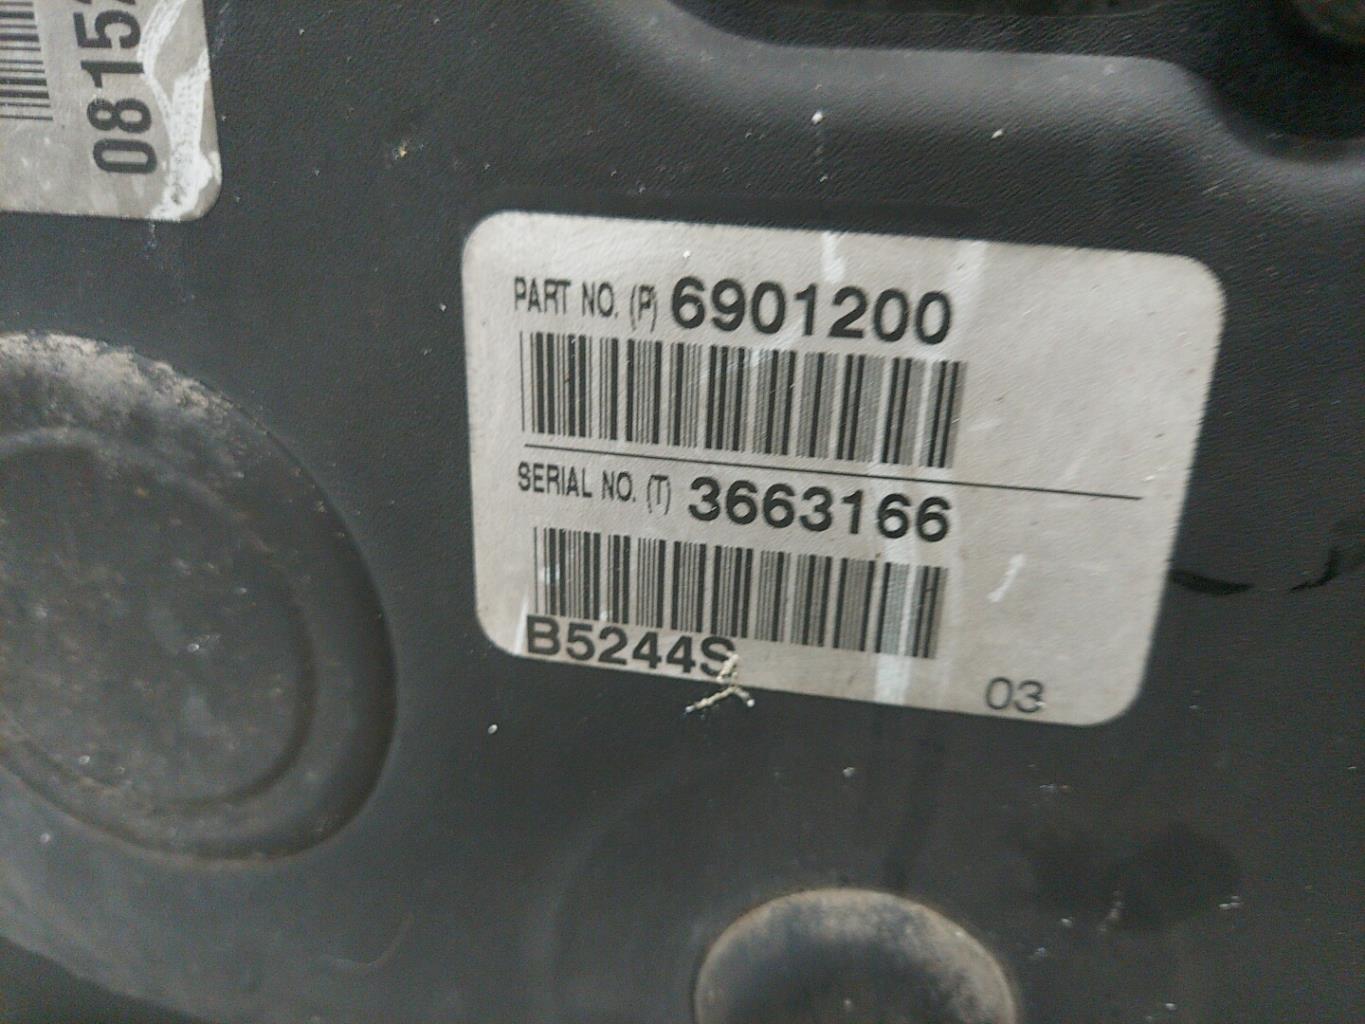 0815
PART NO. (P) 6901200
SERIAL NO. (T) 3663166
B5244S
03